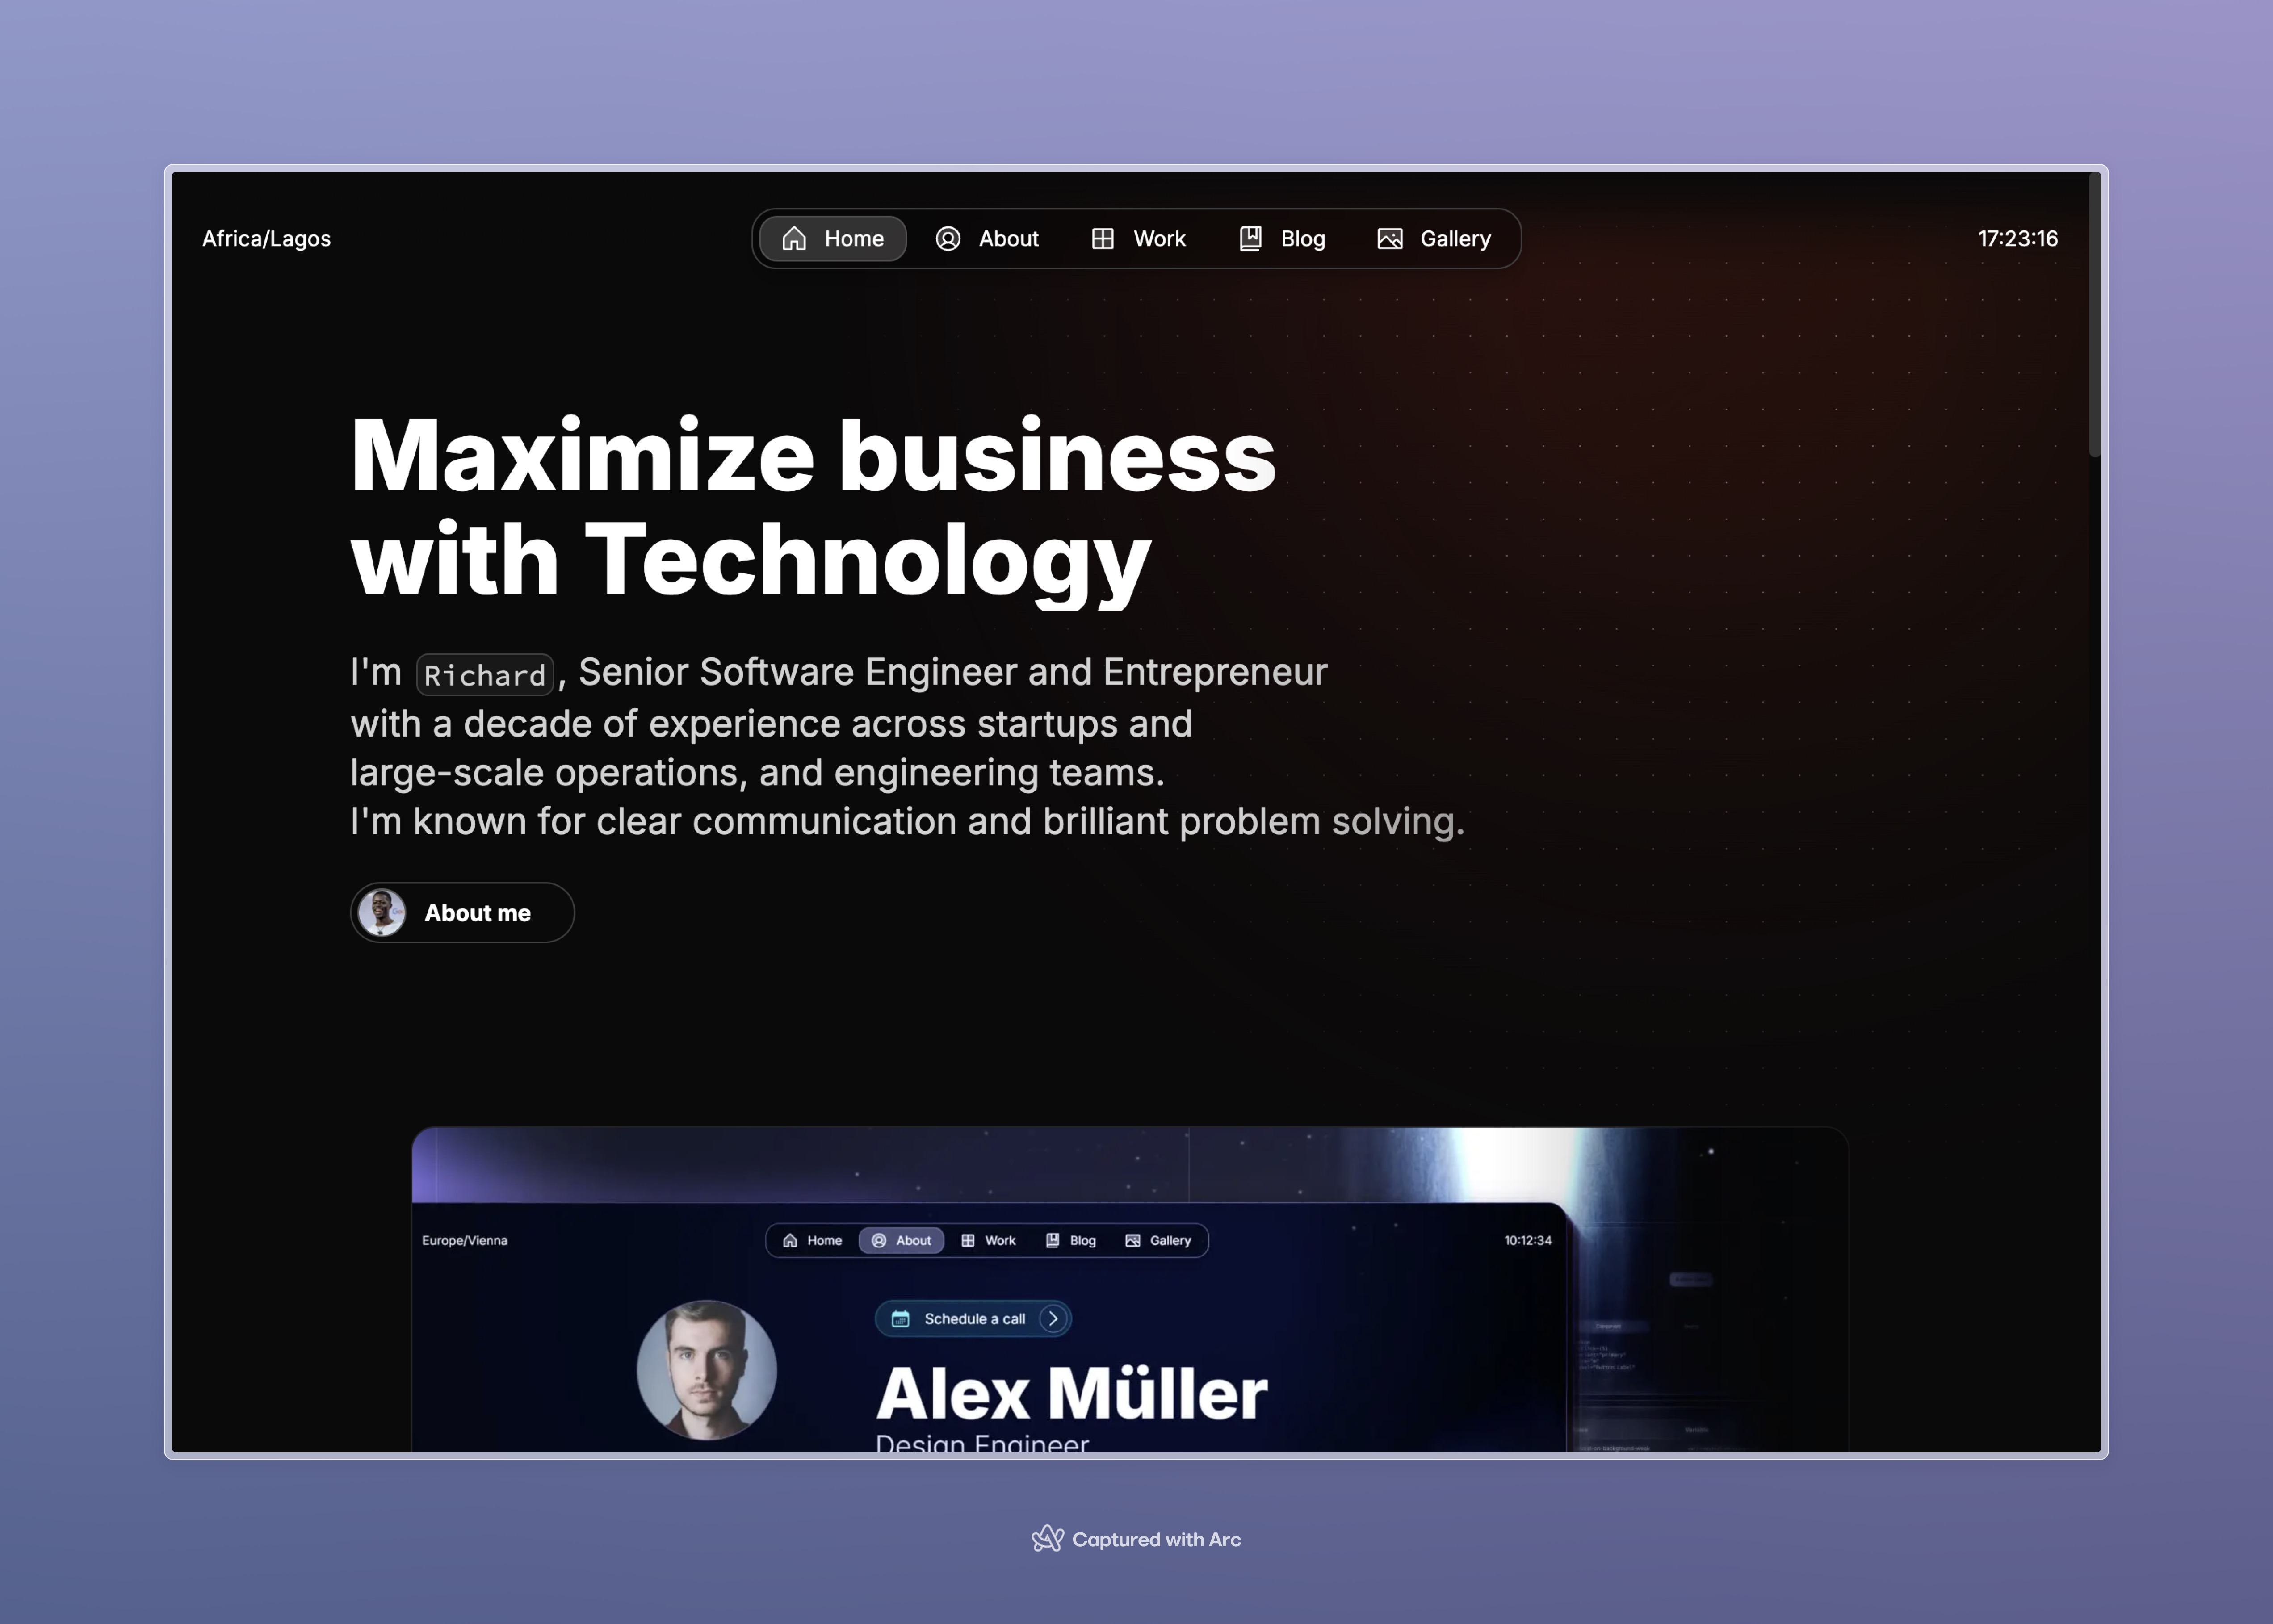 Africa/Lagos
Home
About
Work
Blog
Gallery
17:23:16
Maximize business
with Technology
I'm Richard, Senior Software Engineer and Entrepreneur
with a decade of experience across startups and
large-scale operations, and engineering teams.
I'm known for clear communication and brilliant problem solving.
About me
Europe/Vienna
Home
About
Work
Blog
Gallery
10:12:34
Schedule a call
Alex Müller
Design Engineer
Captured with Arc